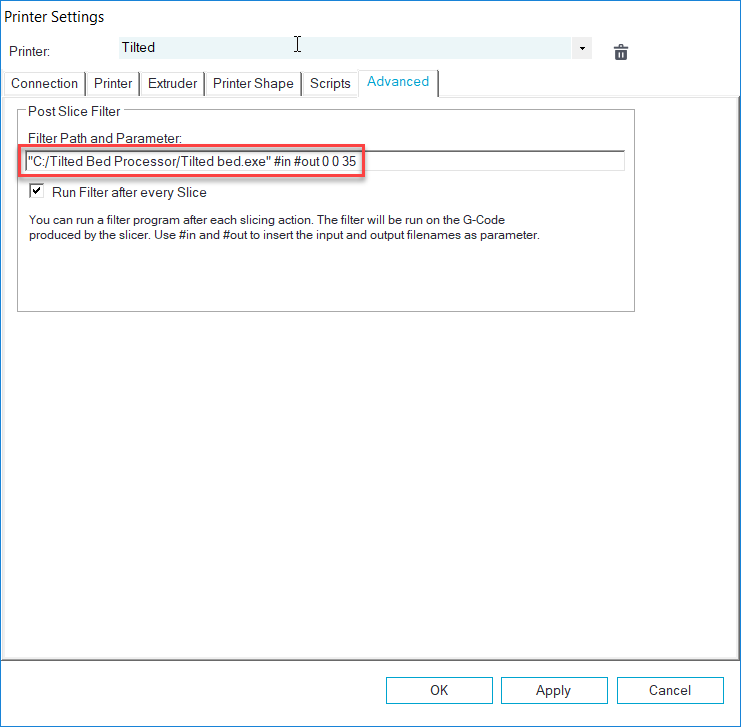 Printer Settings
Printer: Tilted
Connection Printer Extruder Printer Shape Scripts Advanced
Post Slice Filter
Filter Path and Parameter:
"C:/Tilted Bed Processor/Tilted bed.exe" #in #out 0 0 35
Run Filter after every Slice
You can run a filter program after each slicing action. The filter will be run on the G-Code
produced by the slicer. Use #in and #out to insert the input and output filenames as parameter.
OK Apply Cancel